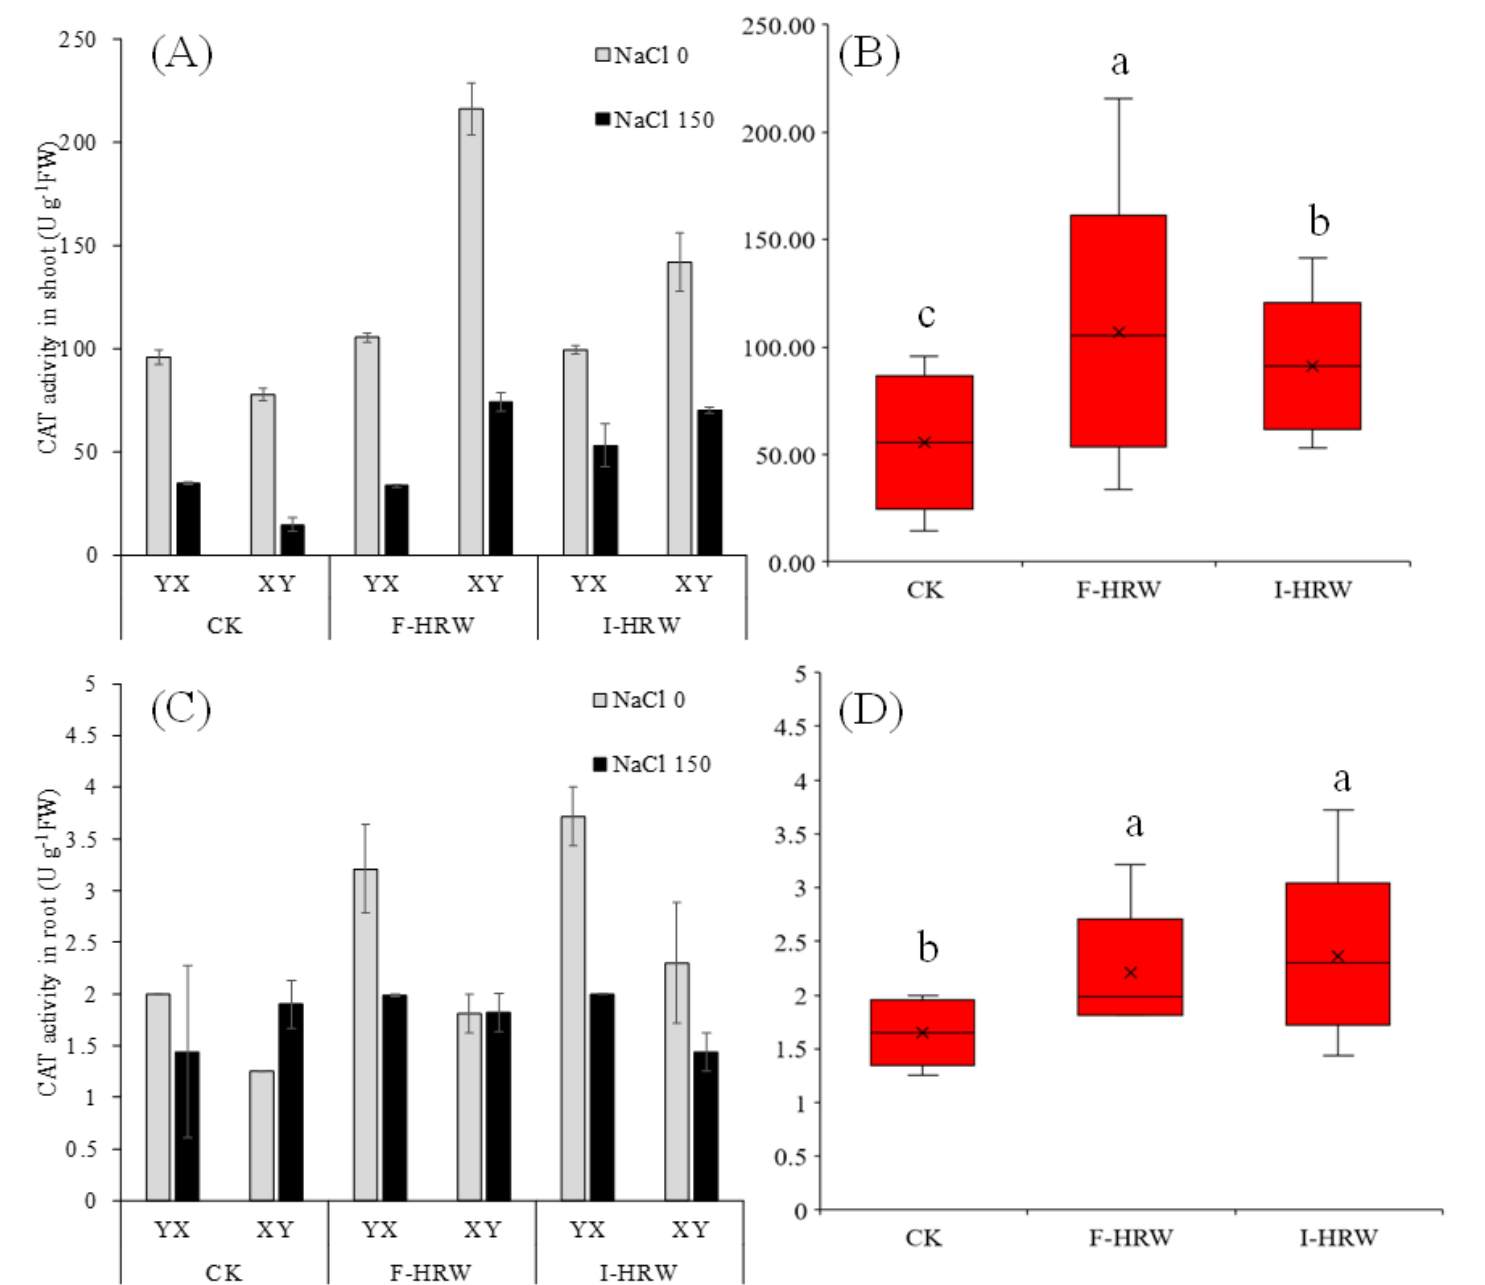 (A)
NaCl 0
NaCl 150
CAT activity in shoot (U g-1FW)
250
200
150
100
50
0
YX XY YX XY YX XY
CK F-HRW I-HRW
(B)
250.00
200.00
150.00
100.00
50.00
0.00
c
a
b
CK F-HRW I-HRW
(C)
NaCl 0
NaCl 150
CAT activity in root (U g-1FW)
5
4.5
4
3.5
3
2.5
2
1.5
1
0.5
0
YX XY YX XY YX XY
CK F-HRW I-HRW
(D)
5
4.5
4
3.5
3
2.5
2
1.5
1
0.5
0
b
a
a
CK F-HRW I-HRW